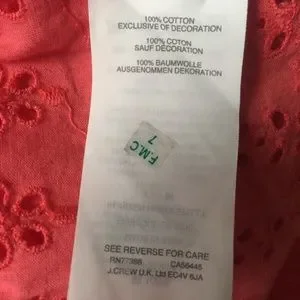 100% COTTON
EXCLUSIVE OF DECORATION
100% COTON
SAUF DECORATION
100% BAUMWOLLE
AUSGENOMMEN DEKORATION
F.M.C
7
SEE REVERSE FOR CARE
RN77388 CA56445
J.CREW U.K. Ltd EC4V 6JA